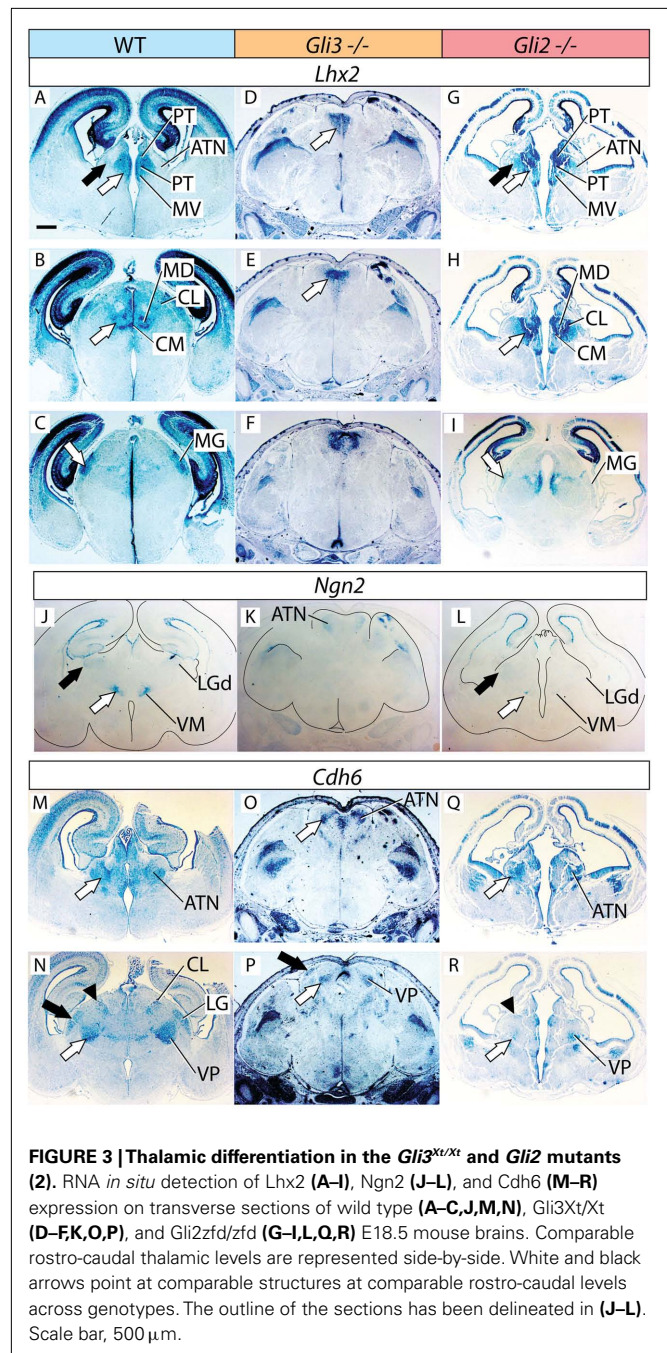 WT Gli3 -/- Gli2 -/-
Lhx2
A D G
PT
ATN
PT
MV
PT
ATN
PT
MV
B E H
MD
CL
CM
MD
CL
CM
C F I
MG
MG
Ngn2
J K L
ATN
LGd
VM
LGd
VM
Cdh6
M O Q
ATN
ATN
ATN
N P R
CL
LG
VP
VP
VP
FIGURE 3 | Thalamic differentiation in the Gli3Xt/Xt and Gli2 mutants
(2). RNA in situ detection of Lhx2 (A–I), Ngn2 (J–L), and Cdh6 (M–R)
expression on transverse sections of wild type (A–C,J,M,N), Gli3Xt/Xt
(D–F,K,O,P), and Gli2zfd/zfd (G–I,L,Q,R) E18.5 mouse brains. Comparable
rostro-caudal thalamic levels are represented side-by-side. White and black
arrows point at comparable structures at comparable rostro-caudal levels
across genotypes. The outline of the sections has been delineated in (J–L).
Scale bar, 500 μm.